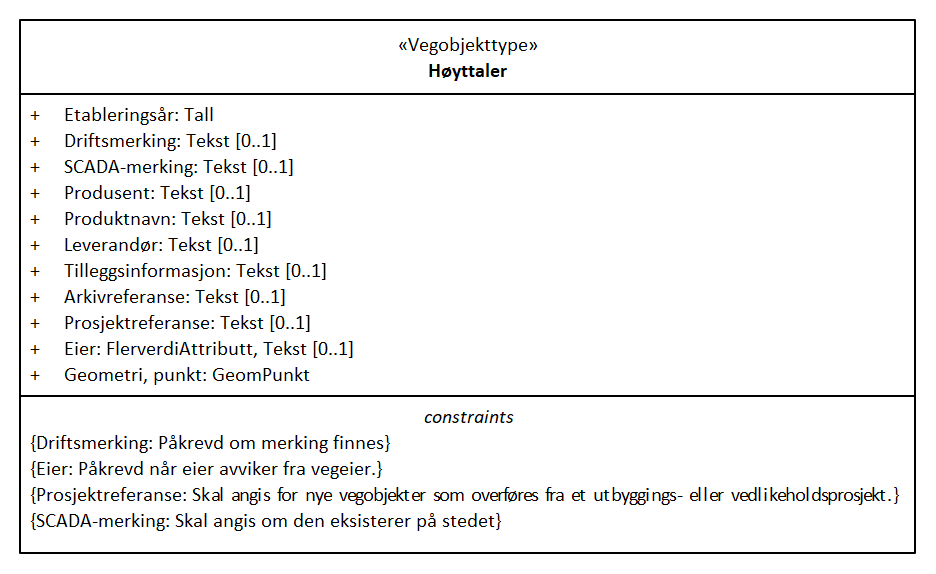 «Vegobjekttype»
Høyttaler
+ Etableringsår: Tall
+ Driftsmerking: Tekst [0..1]
+ SCADA-merking: Tekst [0..1]
+ Produsent: Tekst [0..1]
+ Produktnavn: Tekst [0..1]
+ Leverandør: Tekst [0..1]
+ Tilleggsinformasjon: Tekst [0..1]
+ Arkivreferanse: Tekst [0..1]
+ Prosjektreferanse: Tekst [0..1]
+ Eier: FlerverdiAttributt, Tekst [0..1]
+ Geometri, punkt: GeomPunkt
constraints
{Driftsmerking: Påkrevd om merking finnes}
{Eier: Påkrevd når eier avviker fra vegeier.}
{Prosjektreferanse: Skal angis for nye vegobjekter som overføres fra et utbyggings- eller vedlikeholdsprosjekt.}
{SCADA-merking: Skal angis om den eksisterer på stedet}